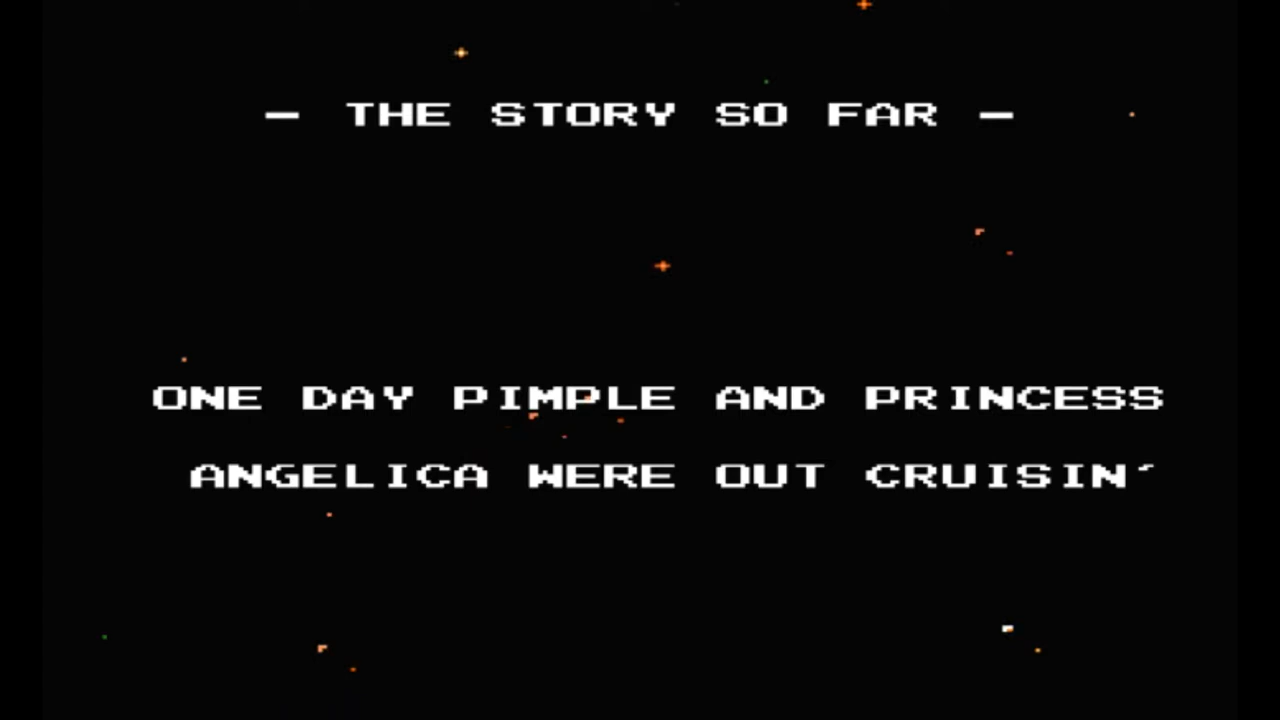 - THE STORY SO FAR -
ONE DAY PIMPLE AND PRINCESS
ANGELICA WERE OUT CRUISIN'